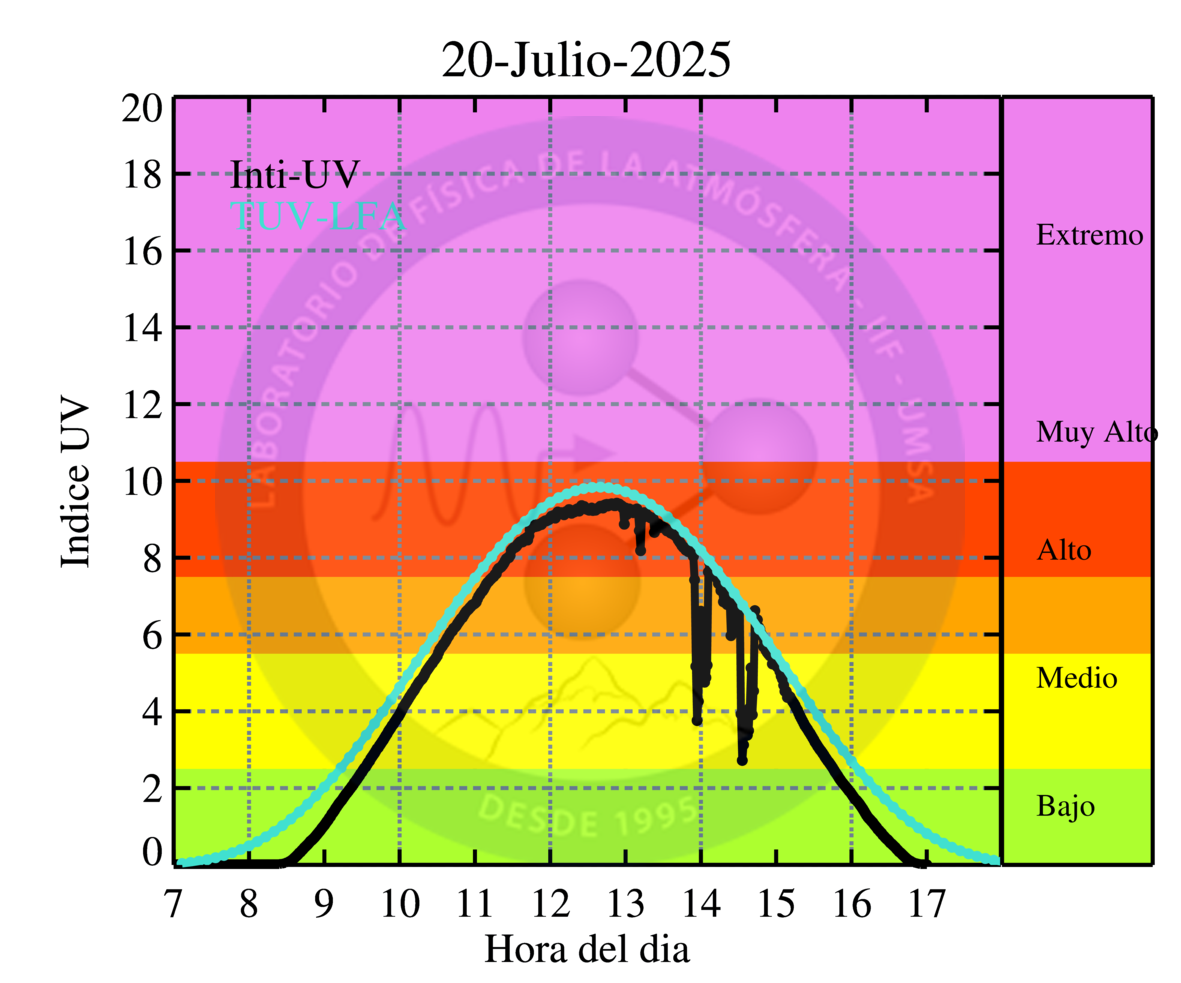 20-Julio-2025
Inti-UV
TUV-LFA
LABORATORIO DE FÍSICA DE LA ATMÓSFERA - IIF - UMSA
DESDE 1995
Indice UV
20
18
16
14
12
10
8
6
4
2
0
Extremo
Muy Alto
Alto
Medio
Bajo
7 8 9 10 11 12 13 14 15 16 17
Hora del dia